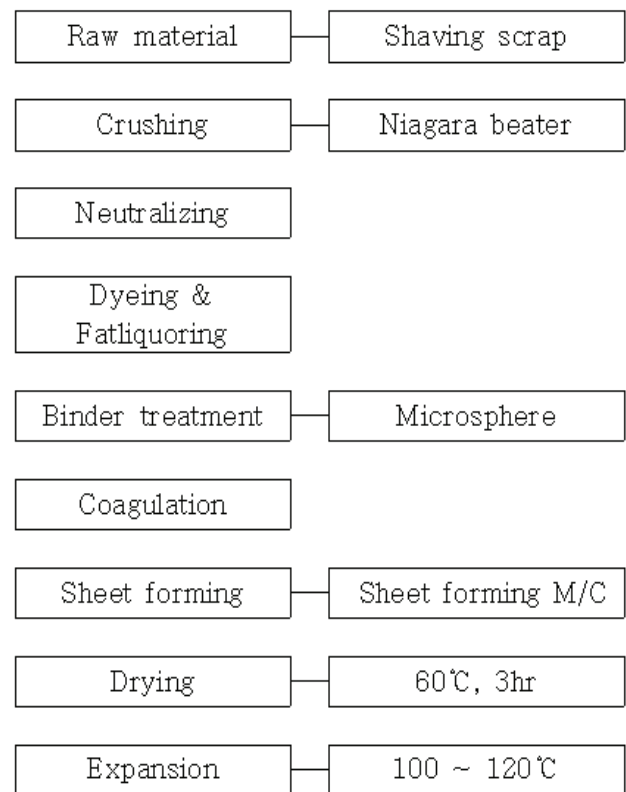 Raw material
Shaving scrap
Crushing
Niagara beater
Neutralizing
Dyeing &
Fatliquoring
Binder treatment
Microsphere
Coagulation
Sheet forming
Sheet forming M/C
Drying
60℃, 3hr
Expansion
100 ~ 120℃